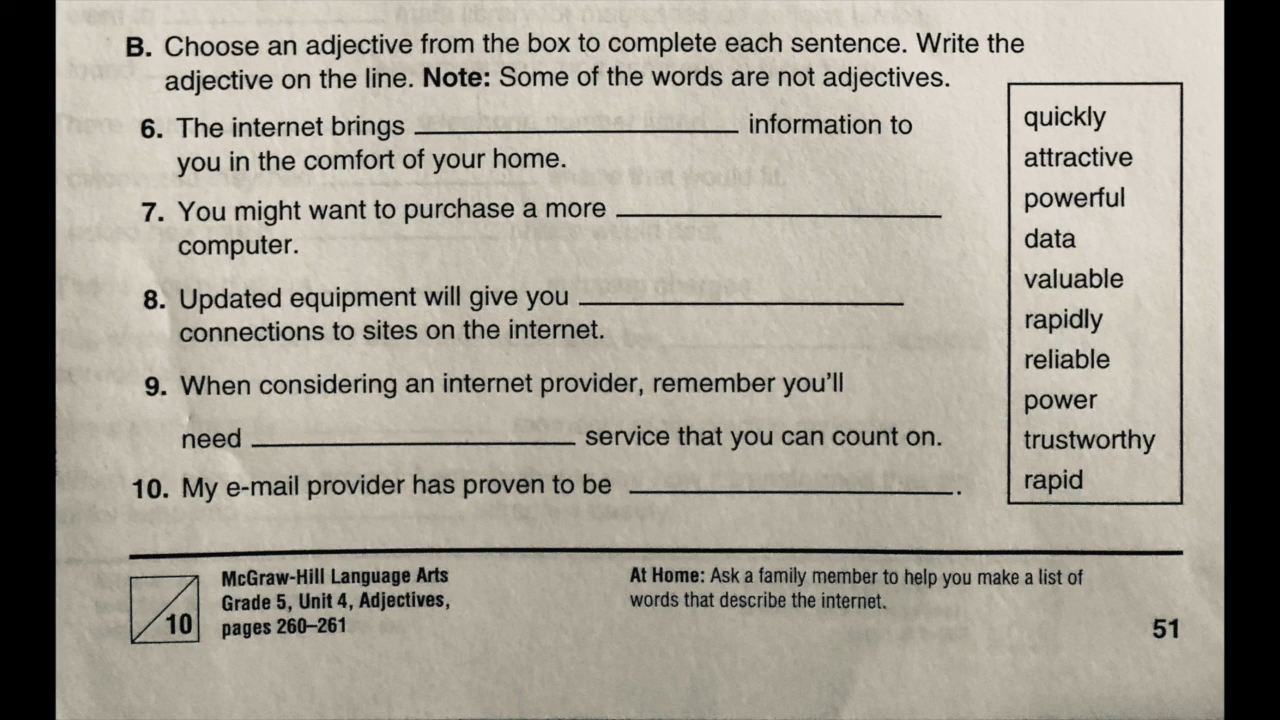 B. Choose an adjective from the box to complete each sentence. Write the
adjective on the line. Note: Some of the words are not adjectives.
6. The internet brings ____________ information to
you in the comfort of your home.
7. You might want to purchase a more ____________
computer.
8. Updated equipment will give you ____________
connections to sites on the internet.
9. When considering an internet provider, remember you'll
need ____________ service that you can count on.
10. My e-mail provider has proven to be ____________.
quickly
attractive
powerful
data
valuable
rapidly
reliable
power
trustworthy
rapid
10
McGraw-Hill Language Arts
Grade 5, Unit 4, Adjectives,
pages 260–261
At Home: Ask a family member to help you make a list of
words that describe the internet.
51